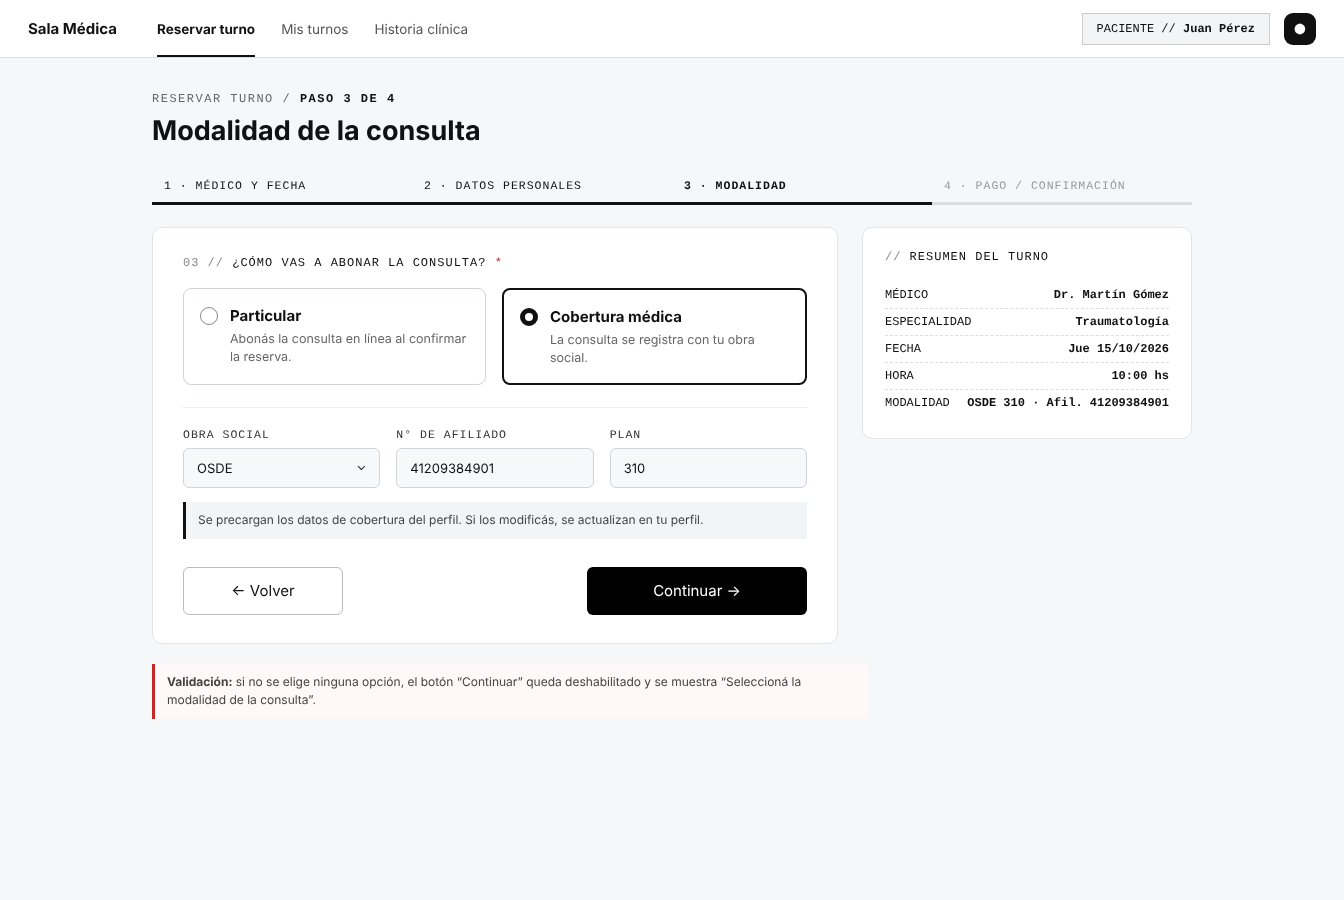 Sala Médica
Reservar turno
Mis turnos
Historia clínica
PACIENTE // Juan Pérez
RESERVAR TURNO / PASO 3 DE 4
Modalidad de la consulta
1 · MÉDICO Y FECHA
2 · DATOS PERSONALES
3 · MODALIDAD
4 · PAGO / CONFIRMACIÓN
03 // ¿CÓMO VAS A ABONAR LA CONSULTA? *
Particular
Abonás la consulta en línea al confirmar
la reserva.
Cobertura médica
La consulta se registra con tu obra
social.
OBRA SOCIAL
OSDE
N° DE AFILIADO
41209384901
PLAN
310
Se precargan los datos de cobertura del perfil. Si los modificás, se actualizan en tu perfil.
← Volver
Continuar →
// RESUMEN DEL TURNO
MÉDICO Dr. Martín Gómez
ESPECIALIDAD Traumatología
FECHA Jue 15/10/2026
HORA 10:00 hs
MODALIDAD OSDE 310 · Afil. 41209384901
Validación: si no se elige ninguna opción, el botón “Continuar” queda deshabilitado y se muestra “Seleccioná la
modalidad de la consulta”.